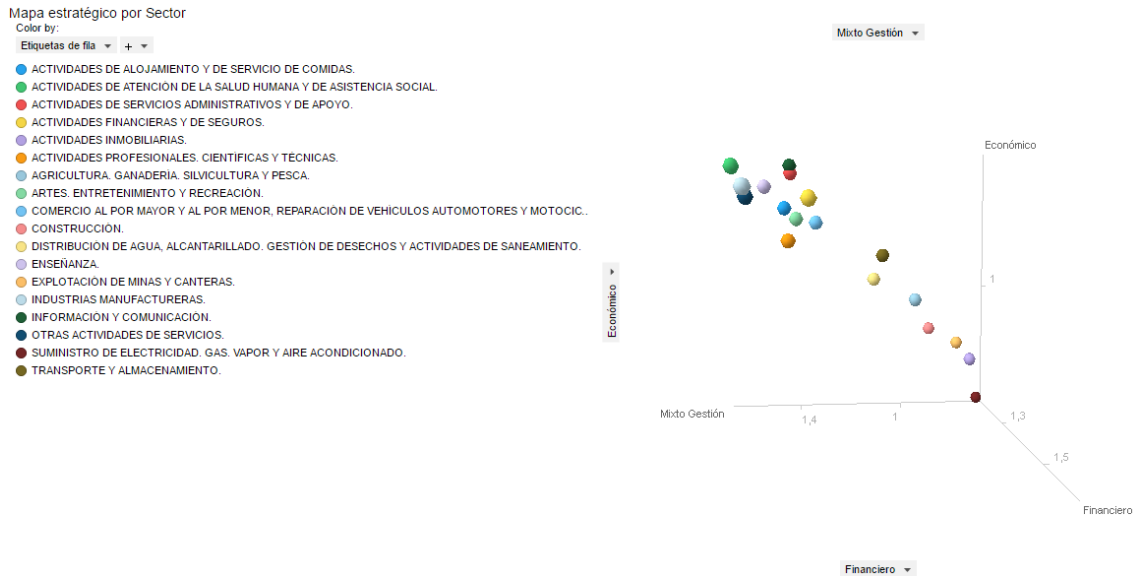 Mapa estratégico por Sector
Color by:
Etiquetas de fila
+
ACTIVIDADES DE ALOJAMIENTO Y DE SERVICIO DE COMIDAS.
ACTIVIDADES DE ATENCIÓN DE LA SALUD HUMANA Y DE ASISTENCIA SOCIAL.
ACTIVIDADES DE SERVICIOS ADMINISTRATIVOS Y DE APOYO.
ACTIVIDADES FINANCIERAS Y DE SEGUROS.
ACTIVIDADES INMOBILIARIAS.
ACTIVIDADES PROFESIONALES. CIENTÍFICAS Y TÉCNICAS.
AGRICULTURA. GANADERÍA. SILVICULTURA Y PESCA.
ARTES. ENTRETENIMIENTO Y RECREACIÓN.
COMERCIO AL POR MAYOR Y AL POR MENOR, REPARACIÓN DE VEHÍCULOS AUTOMOTORES Y MOTOCIC..
CONSTRUCCIÓN.
DISTRIBUCIÓN DE AGUA, ALCANTARILLADO. GESTIÓN DE DESECHOS Y ACTIVIDADES DE SANEAMIENTO.
ENSEÑANZA.
EXPLOTACIÓN DE MINAS Y CANTERAS.
INDUSTRIAS MANUFACTURERAS.
INFORMACIÓN Y COMUNICACIÓN.
OTRAS ACTIVIDADES DE SERVICIOS.
SUMINISTRO DE ELECTRICIDAD. GAS. VAPOR Y AIRE ACONDICIONADO.
TRANSPORTE Y ALMACENAMIENTO.
Mixto Gestión
Económico
Económico
1
Mixto Gestión
1,4
1
1,3
1,5
Financiero
Financiero